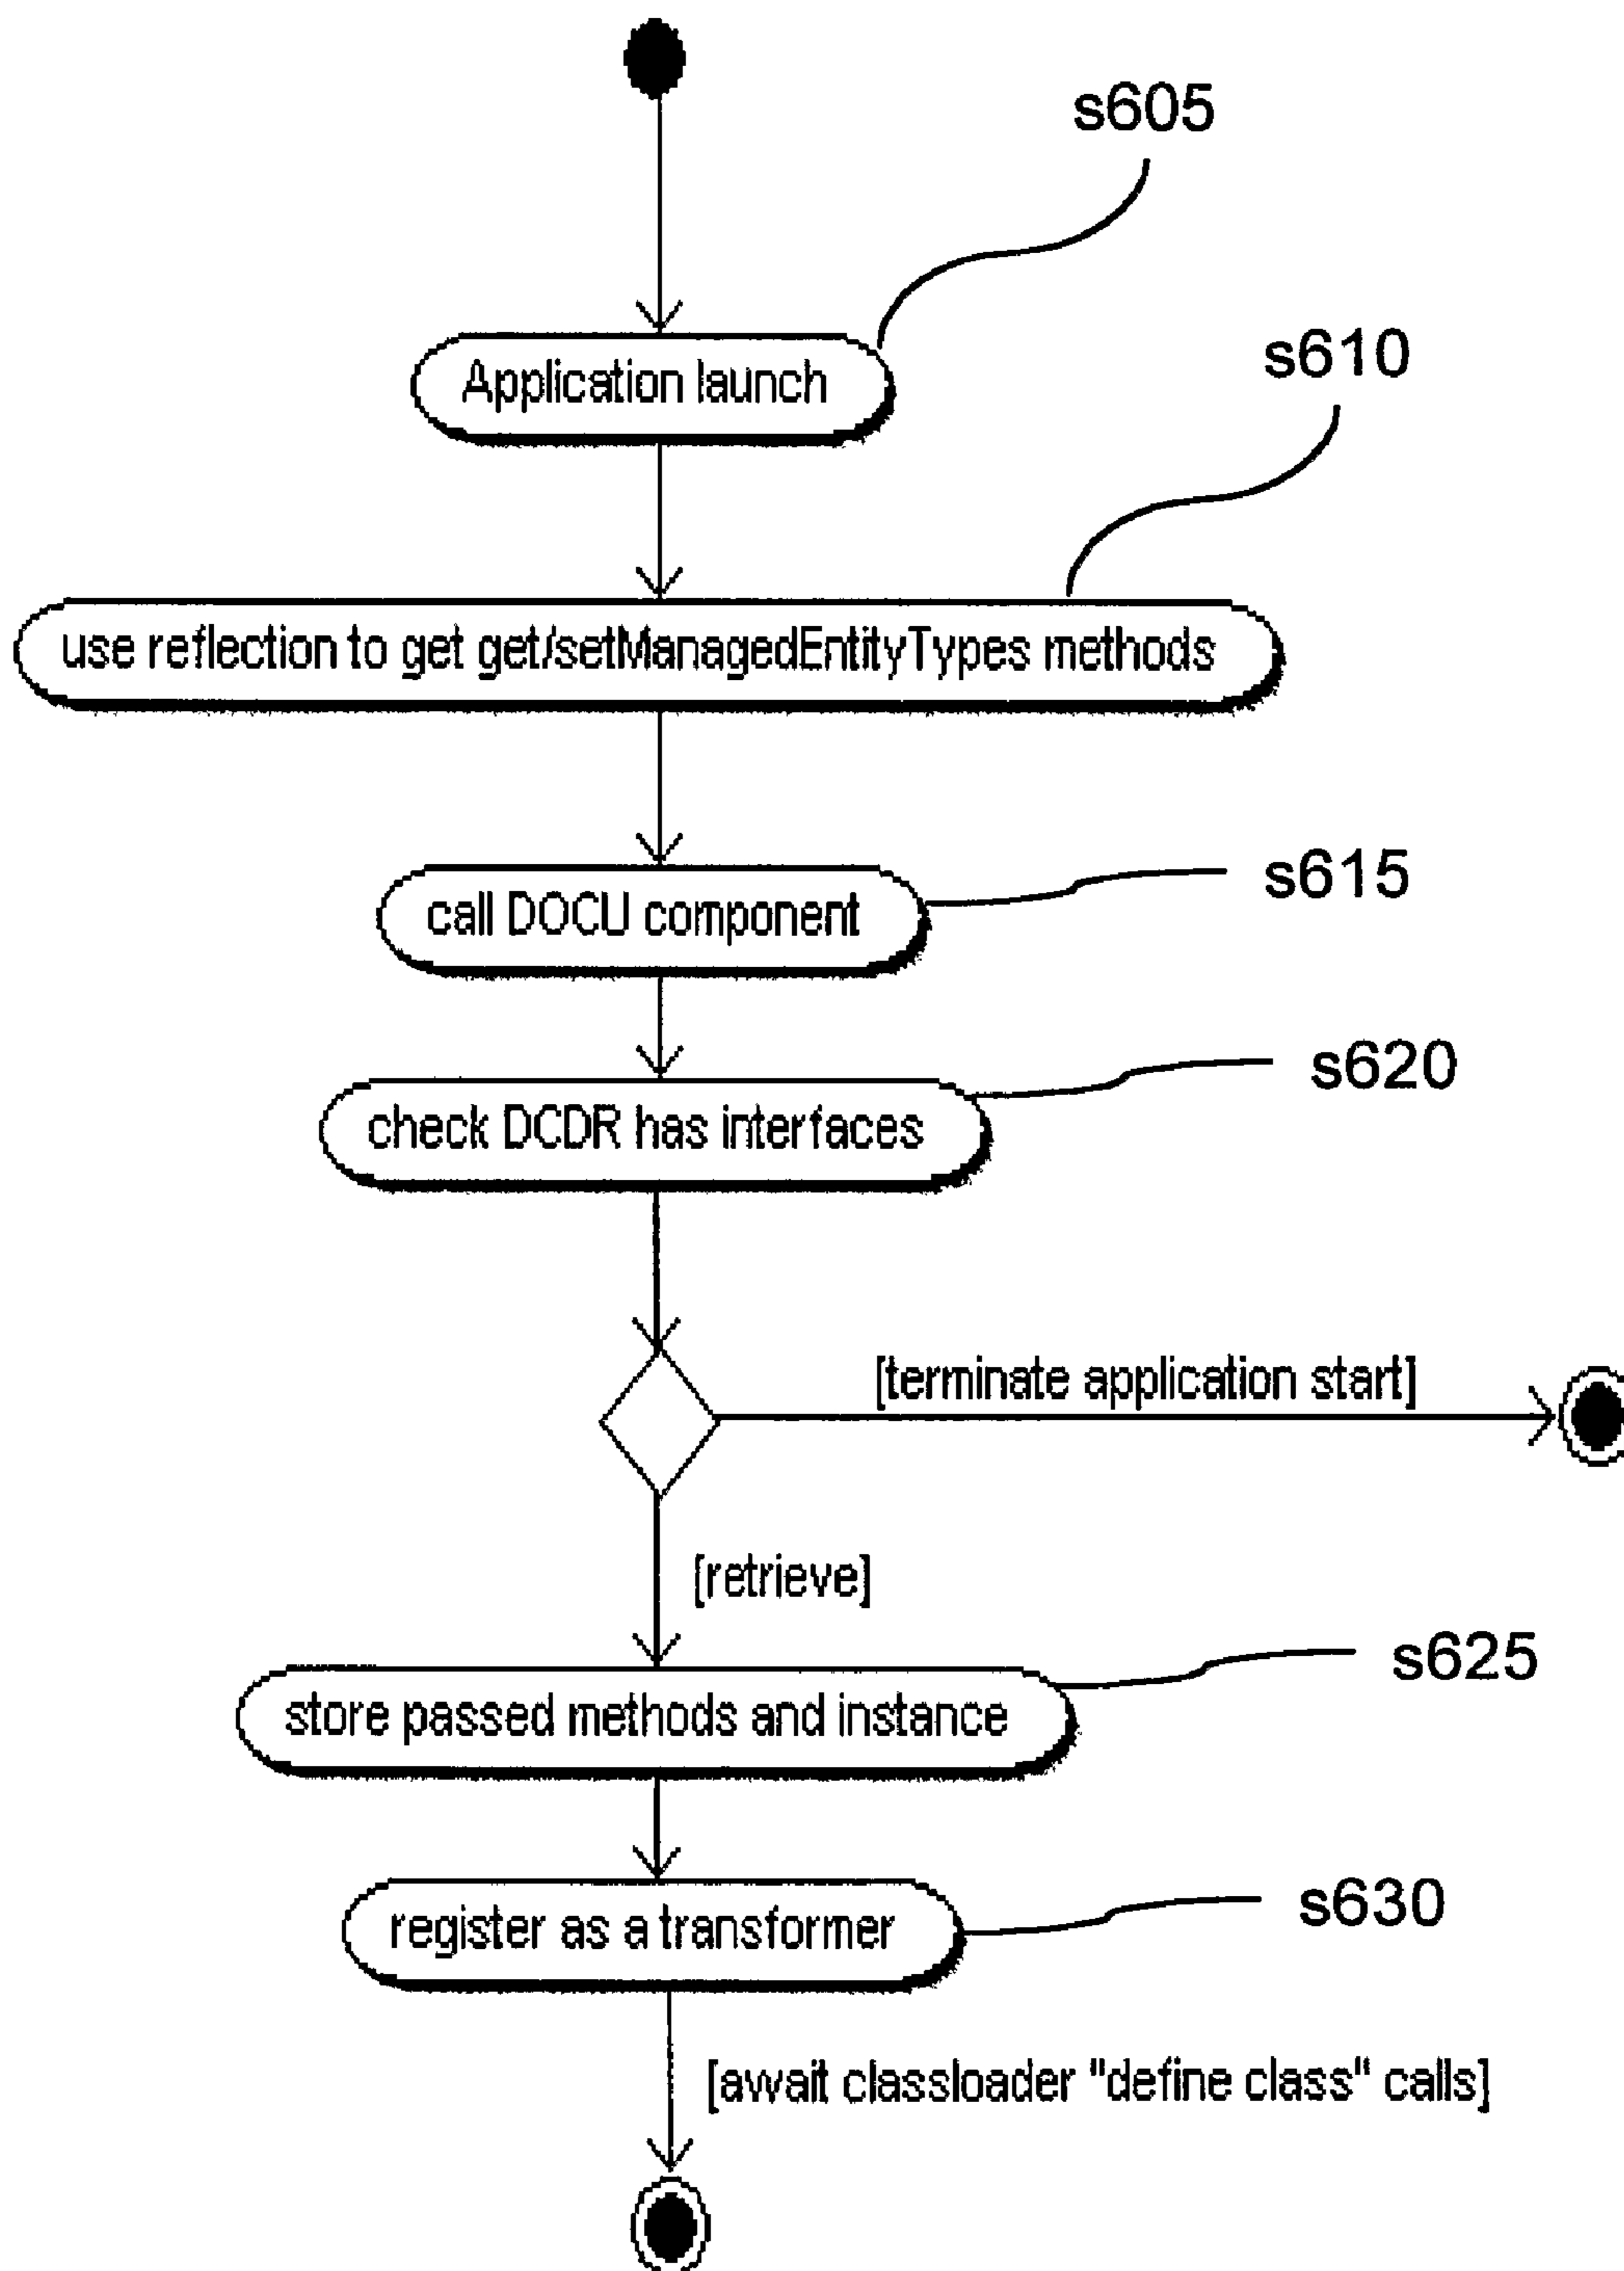 s605
Application launch
s610
use reflection to get get/setManagedEntityTypes methods
call DOCU component
s615
s620
check DCDR has interfaces
[terminate application start]
[retrieve]
s625
store passed methods and instance
s630
register as a transformer
[await classloader "define class" calls]